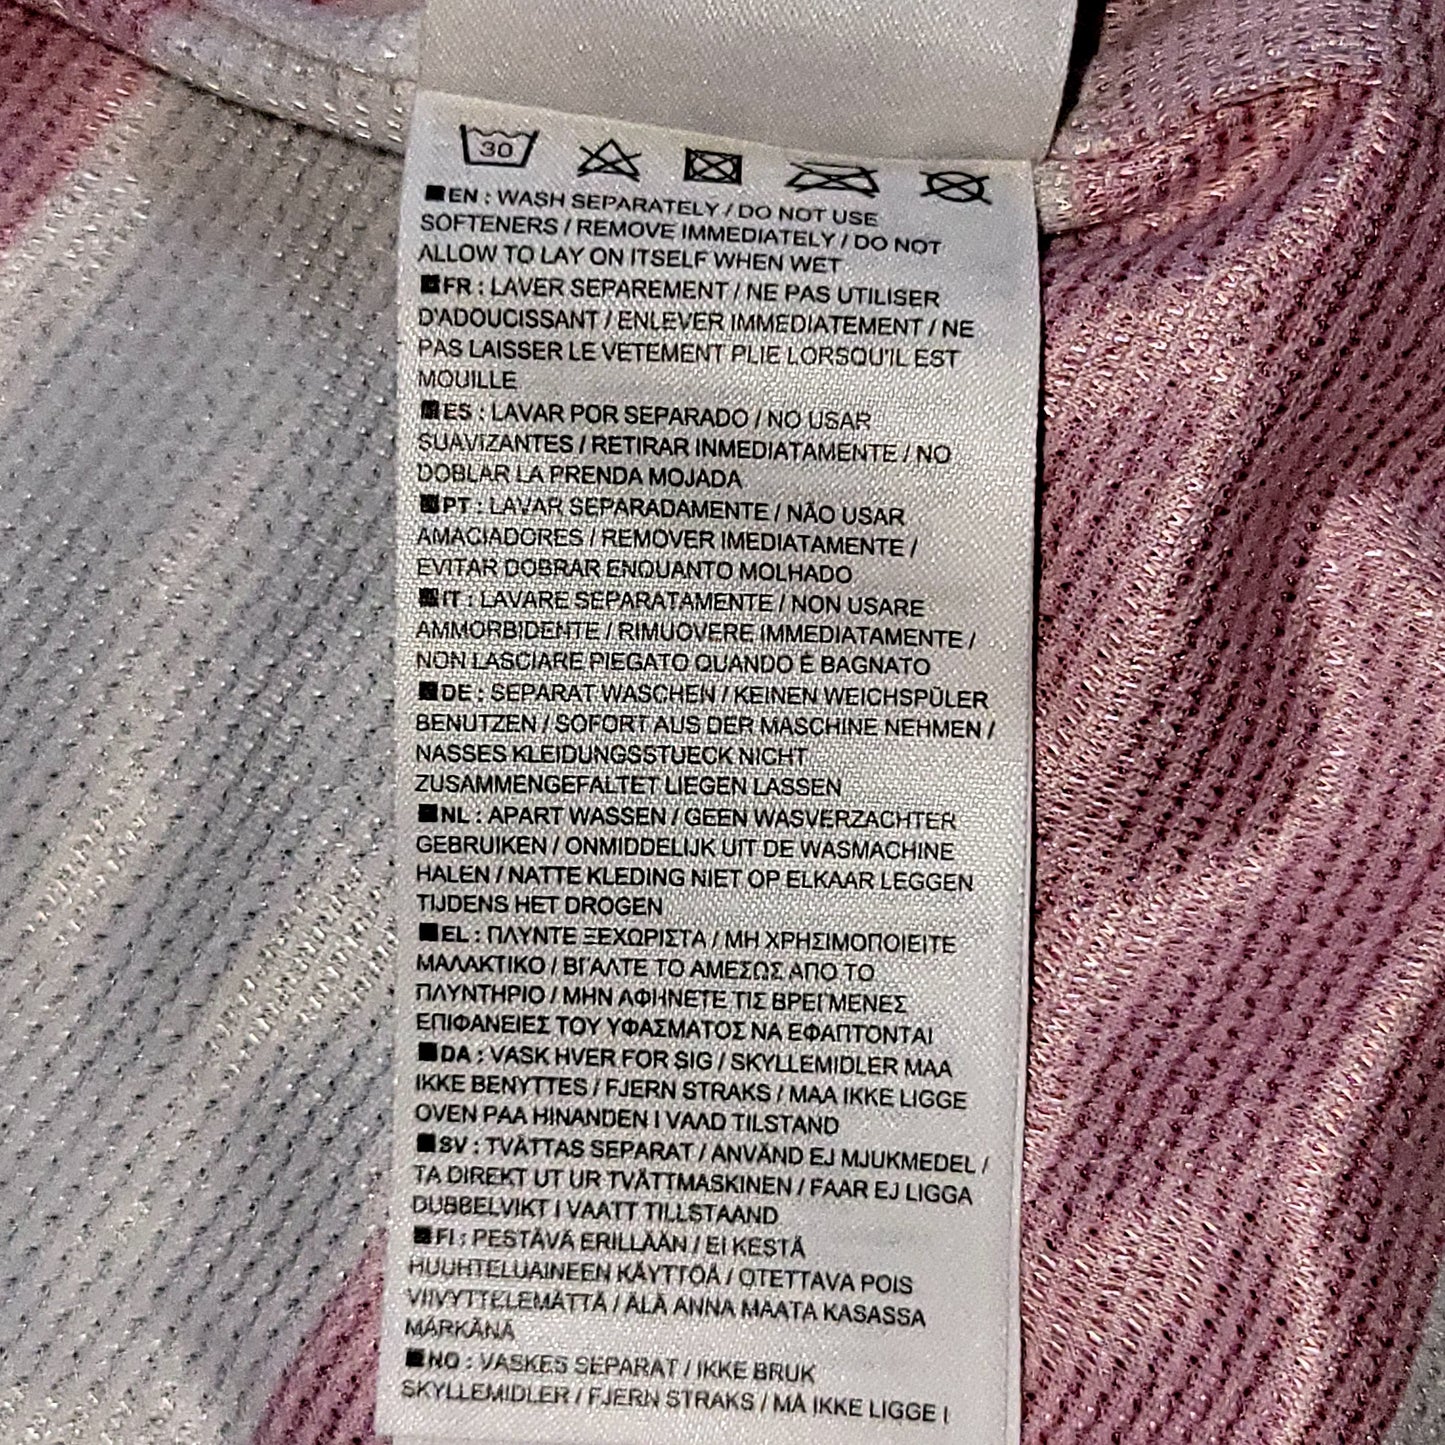 30
EN : WASH SEPARATELY / DO NOT USE
SOFTENERS / REMOVE IMMEDIATELY / DO NOT
ALLOW TO LAY ON ITSELF WHEN WET
FR : LAVER SEPAREMENT / NE PAS UTILISER
D'ADOUCISSANT / ENLEVER IMMEDIATEMENT / NE
PAS LAISSER LE VETEMENT PLIE LORSQU'IL EST
MOUILLE
ES : LAVAR POR SEPARADO / NO USAR
SUAVIZANTES / RETIRAR INMEDIATAMENTE / NO
DOBLAR LA PRENDA MOJADA
PT : LAVAR SEPARADAMENTE / NÃO USAR
AMACIADORES / REMOVER IMEDIATAMENTE /
EVITAR DOBRAR ENQUANTO MOLHADO
IT : LAVARE SEPARATAMENTE / NON USARE
AMMORBIDENTE / RIMUOVERE IMMEDIATAMENTE /
NON LASCIARE PIEGATO QUANDO È BAGNATO
DE : SEPARAT WASCHEN / KEINEN WEICHSPÜLER
BENUTZEN / SOFORT AUS DER MASCHINE NEHMEN /
NASSES KLEIDUNGSSTUECK NICHT
ZUSAMMENGEFALTET LIEGEN LASSEN
NL : APART WASSEN / GEEN WASVERZACHTER
GEBRUIKEN / ONMIDDELIJK UIT DE WASMACHINE
HALEN / NATTE KLEDING NIET OP ELKAAR LEGGEN
TIJDENS HET DROGEN
EL : ΠΛΥΝΤΕ ΞΕΧΩΡΙΣΤΑ / ΜΗ ΧΡΗΣΙΜΟΠΟΙΕΙΤΕ
ΜΑΛΑΚΤΙΚΟ / ΒΓΑΛΤΕ ΤΟ ΑΜΕΣΩΣ ΑΠΟ ΤΟ
ΠΛΥΝΤΗΡΙΟ / ΜΗΝ ΑΦΗΝΕΤΕ ΤΙΣ ΒΡΕΓΜΕΝΕΣ
ΕΠΙΦΑΝΕΙΕΣ ΤΟΥ ΥΦΑΣΜΑΤΟΣ ΝΑ ΕΦΑΠΤΟΝΤΑΙ
DA : VASK HVER FOR SIG / SKYLLEMIDLER MAA
IKKE BENYTTES / FJERN STRAKS / MAA IKKE LIGGE
OVEN PAA HINANDEN I VAAD TILSTAND
SV : TVÄTTAS SEPARAT / ANVÄND EJ MJUKMEDEL /
TA DIREKT UT UR TVÄTTMASKINEN / FAAR EJ LIGGA
DUBBELVIKT I VAATT TILLSTAAND
FI : PESTÄVÄ ERILLÄÄN / EI KESTÄ
HUUHTELUAINEEN KÄYTTÖÄ / OTETTAVA POIS
VIIVYTTELEMÄTTÄ / ÄLÄ ANNA MAATA KASASSA
MÄRKÄNÄ
NO : VASKES SEPARAT / IKKE BRUK
SKYLLEMIDLER / FJERN STRAKS / MA IKKE LIGGE I